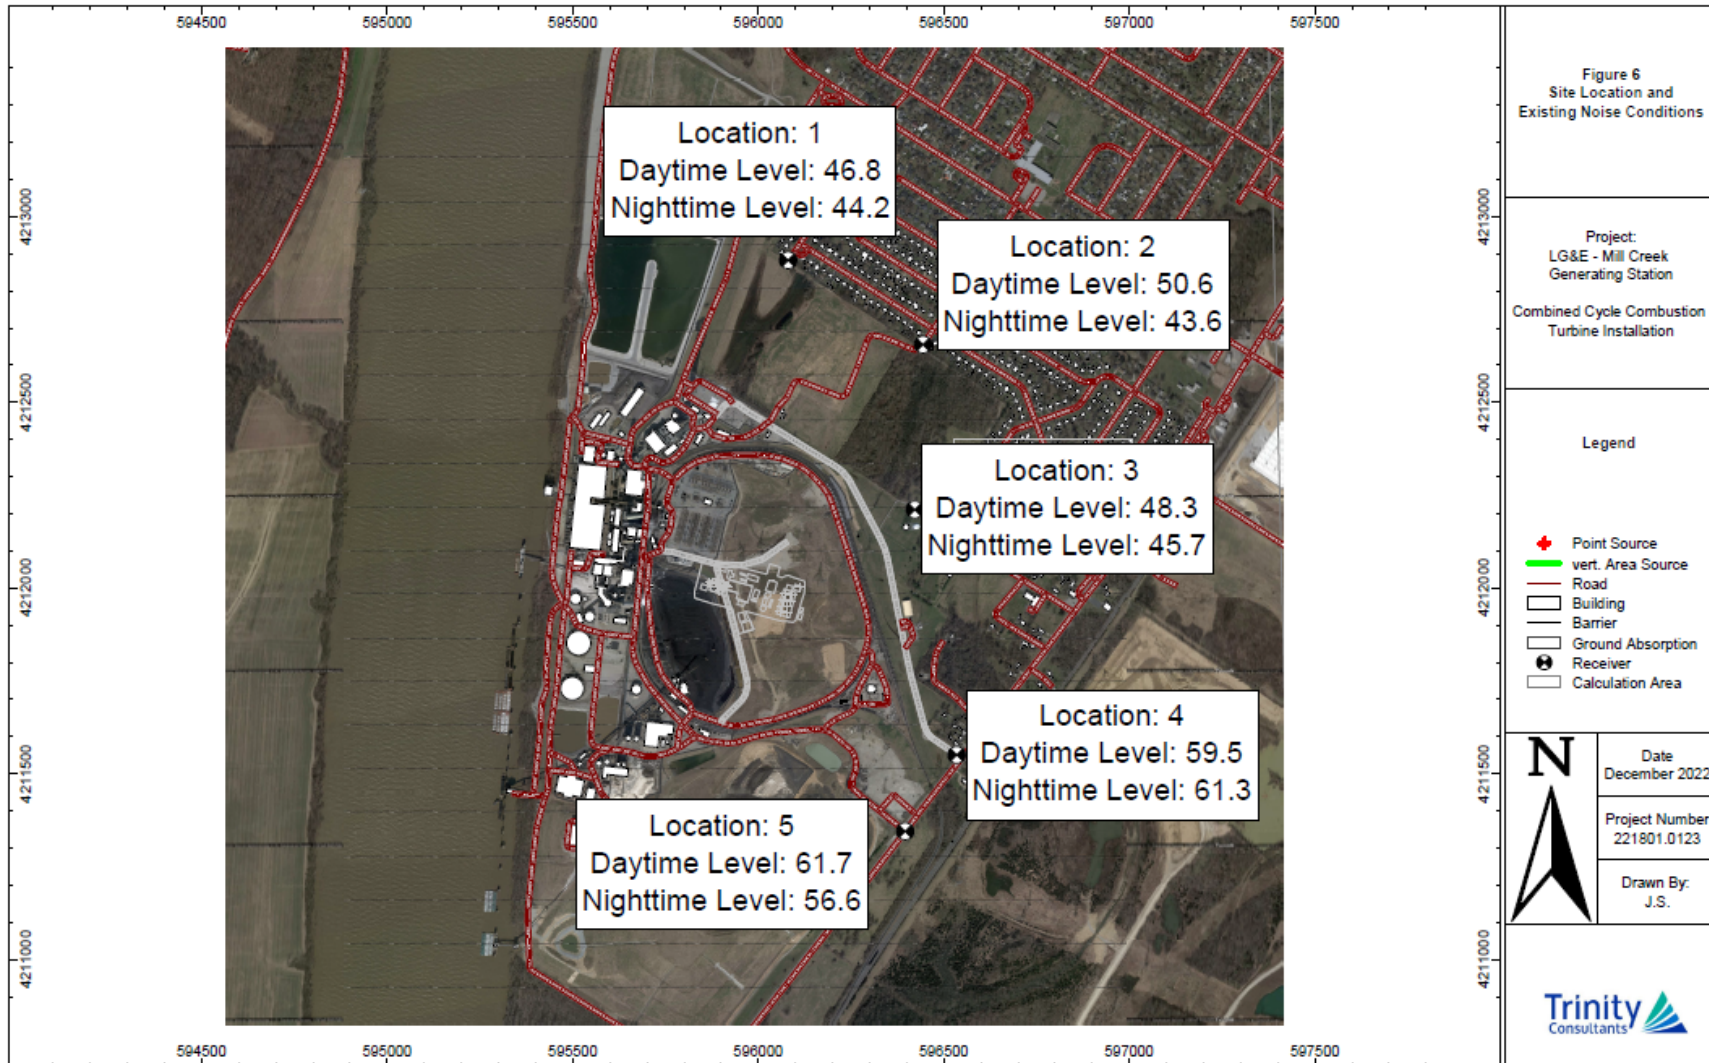 594500 595000 595500 596000 596500 597000 597500
4213000
4212500
4212000
4211500
4211000
Location: 1
Daytime Level: 46.8
Nighttime Level: 44.2
Location: 2
Daytime Level: 50.6
Nighttime Level: 43.6
Location: 3
Daytime Level: 48.3
Nighttime Level: 45.7
Location: 4
Daytime Level: 59.5
Nighttime Level: 61.3
Location: 5
Daytime Level: 61.7
Nighttime Level: 56.6
4213000
4212500
4212000
4211500
4211000
594500 595000 595500 596000 596500 597000 597500
Figure 6
Site Location and
Existing Noise Conditions
Project:
LG&E - Mill Creek
Generating Station
Combined Cycle Combustion
Turbine Installation
Legend
Point Source
vert. Area Source
Road
Building
Barrier
Ground Absorption
Receiver
Calculation Area
N
Date
December 2022
Project Number
221801.0123
Drawn By:
J.S.
Trinity
Consultants